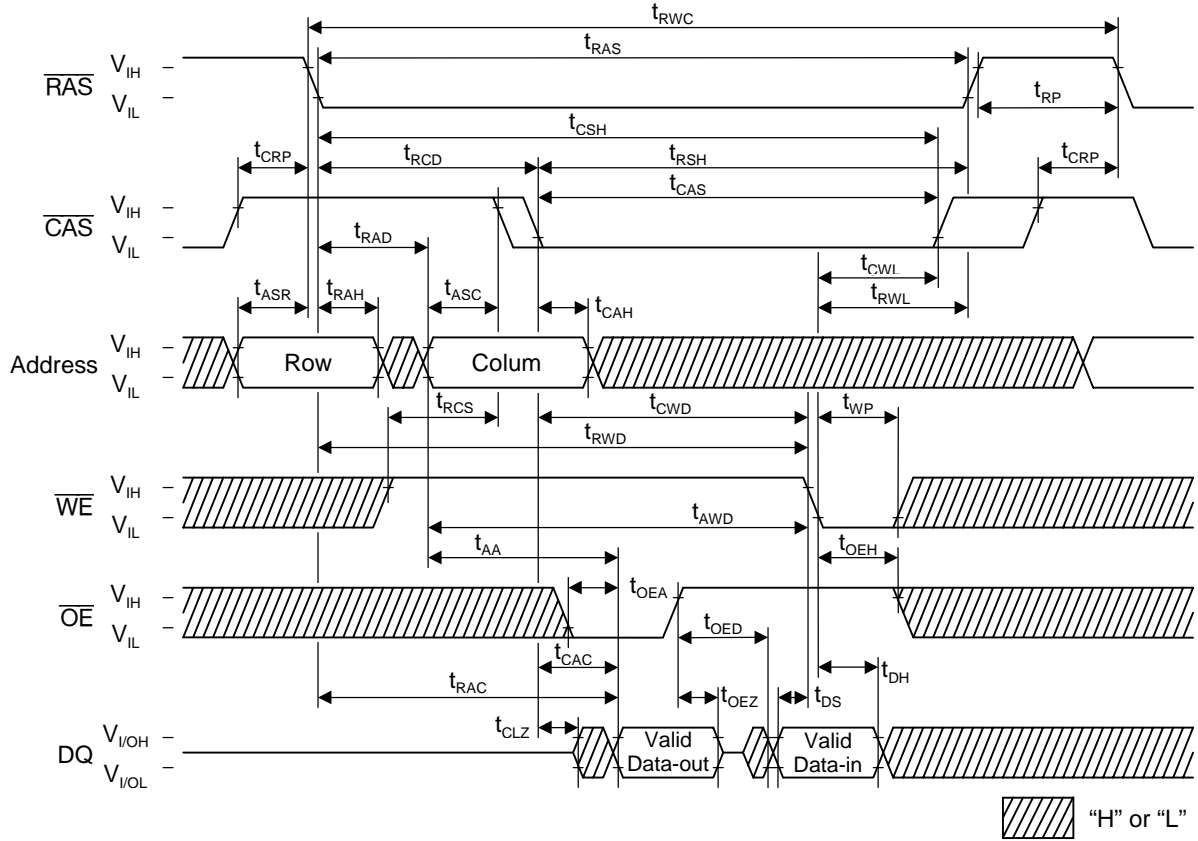 tRWC
tRAS
RAS
VIH
VIL
tRP
tCSH
tCRP
tRCD
tRSH
tCRP
tCAS
CAS
VIH
VIL
tRAD
tCWL
tASR
tRAH
tASC
tCAH
tRWL
Address
VIH
VIL
Row
Colum
tRCS
tCWD
tWP
tRWD
WE
VIH
VIL
tAWD
tAA
tOEH
OE
VIH
VIL
tOEA
tOED
tCAC
tDH
tRAC
tOEZ
tDS
tCLZ
DQ
VI/OH
VI/OL
Valid
Data-out
Valid
Data-in
“H” or “L”